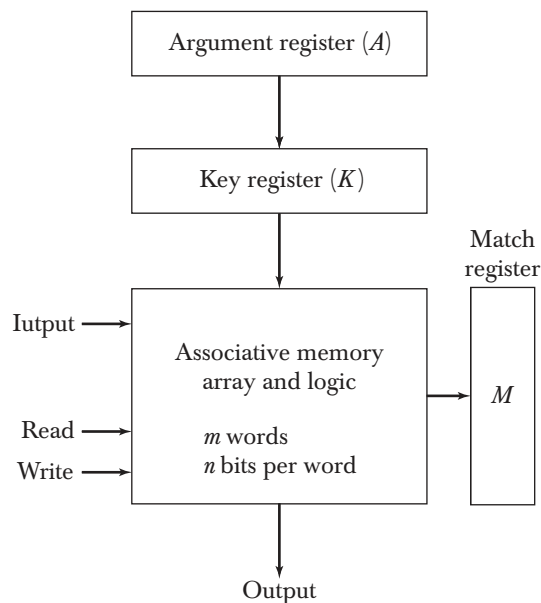 Argument register (A)
Key register (K)
Match
register
Iutput
Associative memory
array and logic
M
Read
m words
Write
n bits per word
Output